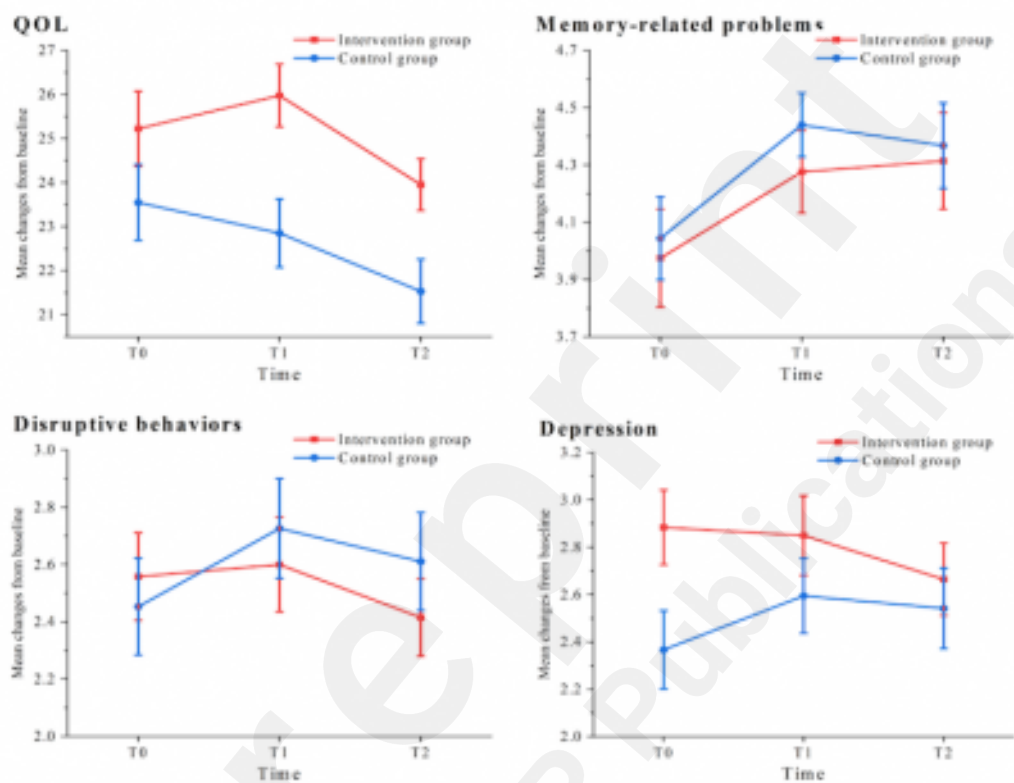 QOL
Intervention group
Control group
27
26
25
24
23
22
21
Mean changes from baseline
T0
T1
T2
Time
Memory-related problems
Intervention group
Control group
4.7
4.5
4.3
4.1
3.9
3.7
Mean changes from baseline
T0
T1
T2
Time
Disruptive behaviors
Intervention group
Control group
3.0
2.8
2.6
2.4
2.2
2.0
Mean changes from baseline
T0
T1
T2
Time
Depression
Intervention group
Control group
3.2
3.0
2.8
2.6
2.4
2.2
2.0
Mean changes from baseline
T0
T1
T2
Time
reprint
Publications